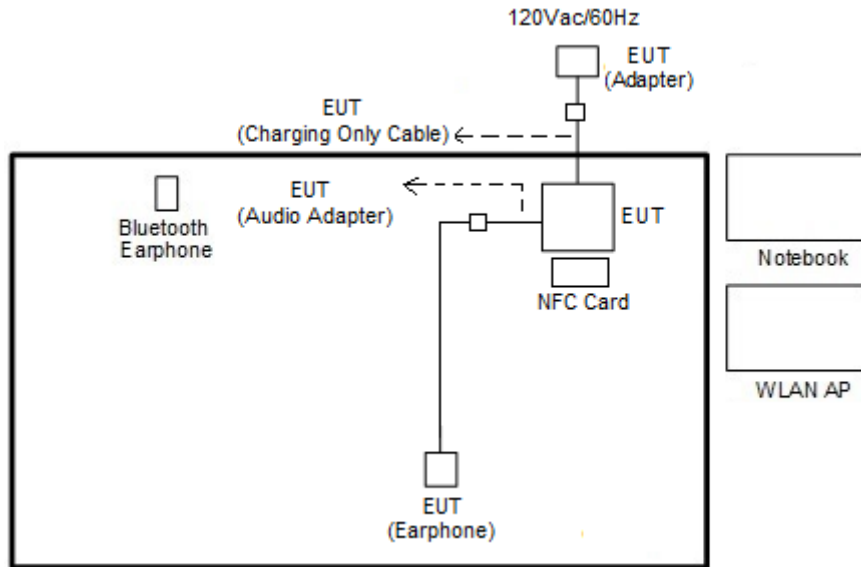 120Vac/60Hz
EUT
(Adapter)
EUT
(Charging Only Cable)
EUT
(Audio Adapter)
Bluetooth
Earphone
EUT
NFC Card
Notebook
WLAN AP
EUT
(Earphone)